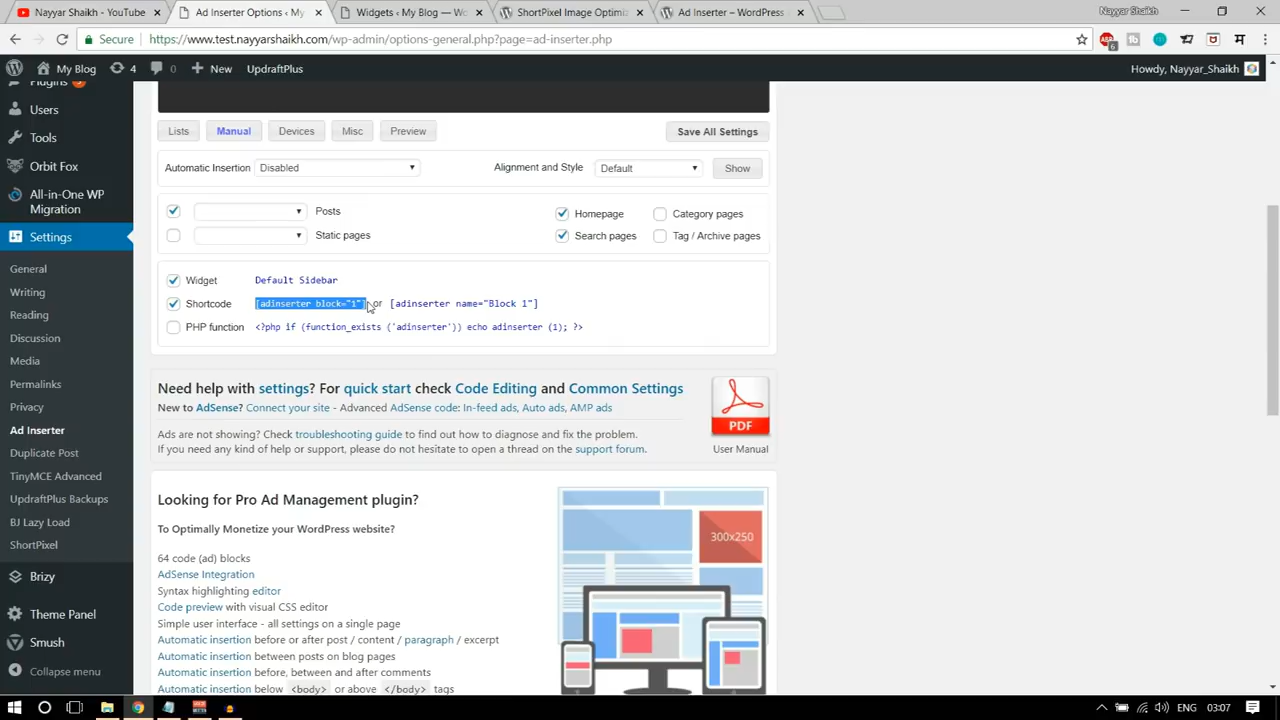 Nayyar Shaikh
(33) Nayyar Shaikh - YouTube
Ad Inserter Options ‹ My
Widgets ‹ My Blog — Wo
ShortPixel Image Optimiz
Ad Inserter – WordPress
Secure https://www.test.nayyarshaikh.com/wp-admin/options-general.php?page=ad-inserter.php
6
My Blog 4 0 New UpdraftPlus Howdy, Nayyar_Shaikh
Plugins
Users
Tools
Orbit Fox
All-in-One WP
Migration
Settings
General
Writing
Reading
Discussion
Media
Permalinks
Privacy
Ad Inserter
Duplicate Post
TinyMCE Advanced
UpdraftPlus Backups
BJ Lazy Load
ShortPixel
Brizy
Theme Panel
Smush
Collapse menu
Lists Manual Devices Misc Preview Save All Settings
Automatic Insertion Disabled Alignment and Style Default Show
Posts Homepage Category pages
Static pages Search pages Tag / Archive pages
Widget Default Sidebar
Shortcode [adinserter block="1"] or [adinserter name="Block 1"]
PHP function <?php if (function_exists ('adinserter')) echo adinserter (1); ?>
Need help with settings? For quick start check Code Editing and Common Settings
New to AdSense? Connect your site - Advanced AdSense code: In-feed ads, Auto ads, AMP ads
Ads are not showing? Check troubleshooting guide to find out how to diagnose and fix the problem.
If you need any kind of help or support, please do not hesitate to open a thread on the support forum.
PDF
User Manual
Looking for Pro Ad Management plugin?
To Optimally Monetize your WordPress website?
64 code (ad) blocks
AdSense Integration
Syntax highlighting editor
Code preview with visual CSS editor
Simple user interface - all settings on a single page
Automatic insertion before or after post / content / paragraph / excerpt
Automatic insertion between posts on blog pages
Automatic insertion before, between and after comments
Automatic insertion below <body> or above </body> tags
300x250
ENG 03:07